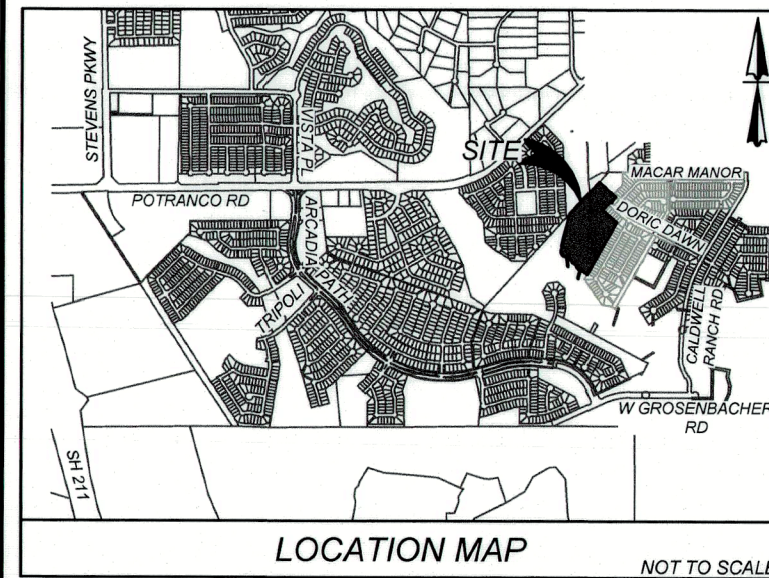 STEVENS PKWY
VISTA PL
SITE
MACAR MANOR
POTRANCO RD
ARCADIA PATH
DORIC DAWN
TRIPOLI
CALDWELL
RANCH RD
W GROSENBACHER
RD
SH 211
LOCATION MAP
NOT TO SCALE